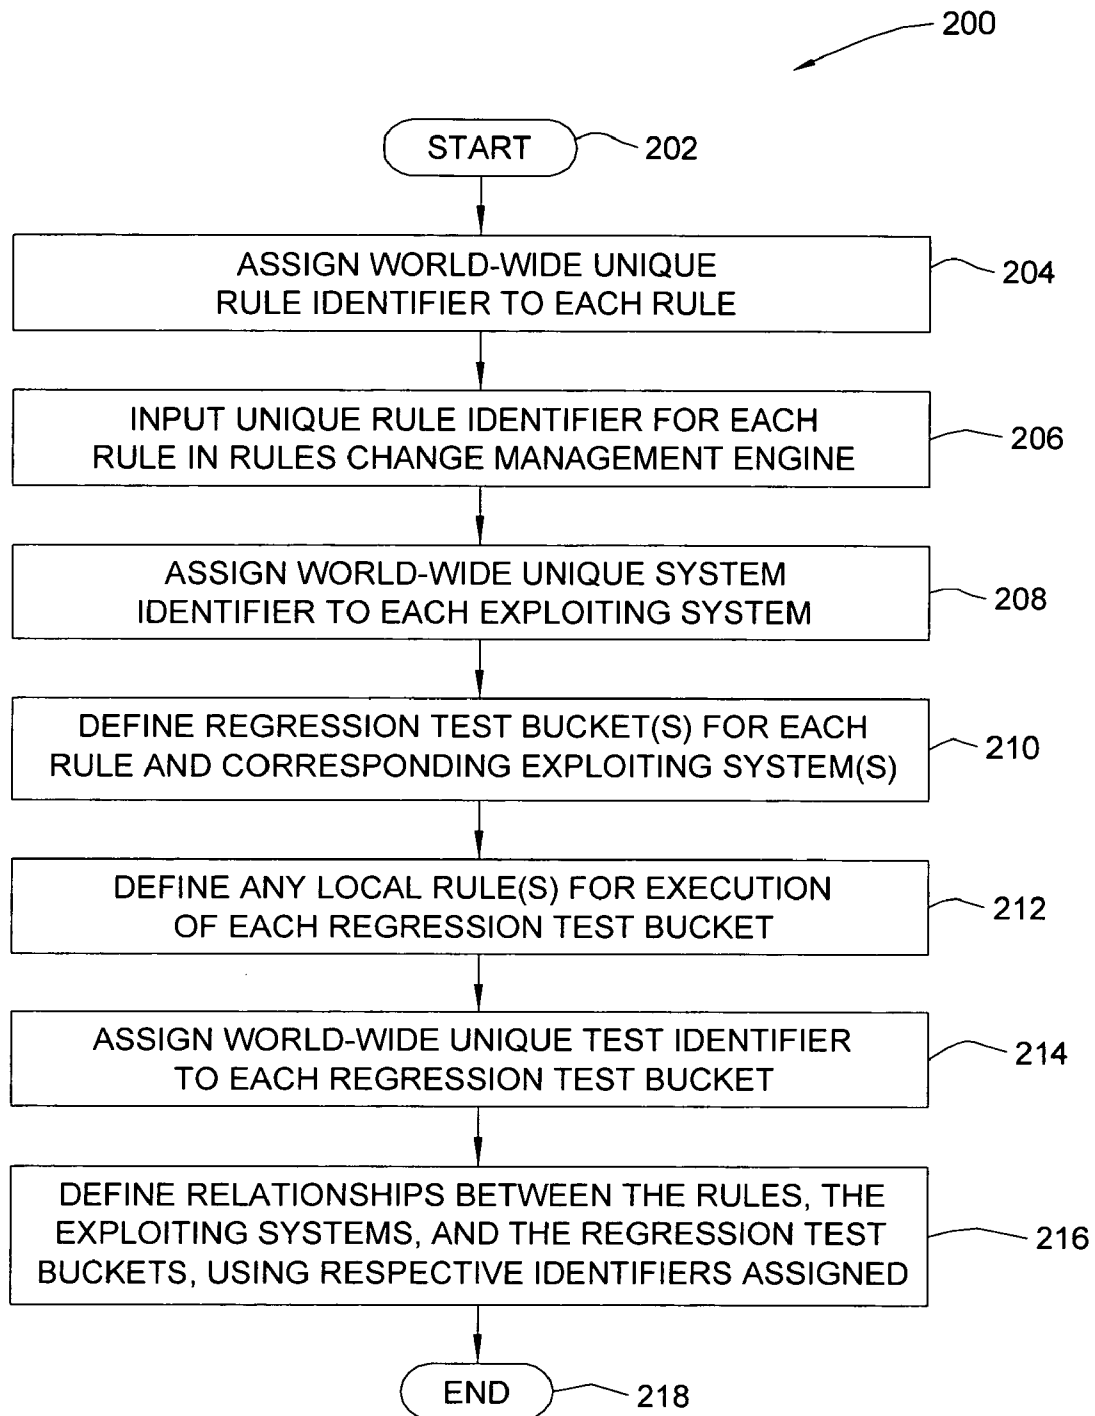 200
START
202
ASSIGN WORLD-WIDE UNIQUE
RULE IDENTIFIER TO EACH RULE
204
INPUT UNIQUE RULE IDENTIFIER FOR EACH
RULE IN RULES CHANGE MANAGEMENT ENGINE
206
ASSIGN WORLD-WIDE UNIQUE SYSTEM
IDENTIFIER TO EACH EXPLOITING SYSTEM
208
DEFINE REGRESSION TEST BUCKET(S) FOR EACH
RULE AND CORRESPONDING EXPLOITING SYSTEM(S)
210
DEFINE ANY LOCAL RULE(S) FOR EXECUTION
OF EACH REGRESSION TEST BUCKET
212
ASSIGN WORLD-WIDE UNIQUE TEST IDENTIFIER
TO EACH REGRESSION TEST BUCKET
214
DEFINE RELATIONSHIPS BETWEEN THE RULES, THE
EXPLOITING SYSTEMS, AND THE REGRESSION TEST
BUCKETS, USING RESPECTIVE IDENTIFIERS ASSIGNED
216
END
218